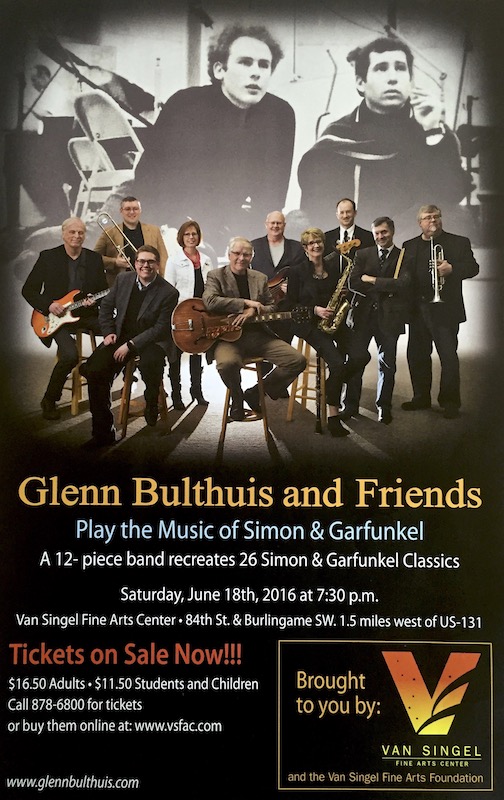 Glenn Bulthuis and Friends
Play the Music of Simon & Garfunkel
A 12- piece band recreates 26 Simon & Garfunkel Classics
Saturday, June 18th, 2016 at 7:30 p.m.
Van Singel Fine Arts Center • 84th St. & Burlingame SW. 1.5 miles west of US-131
Tickets on Sale Now!!!
$16.50 Adults • $11.50 Students and Children
Call 878-6800 for tickets
or buy them online at: www.vsfac.com
www.glennbulthuis.com
Brought
to you by:
VAN SINGEL
FINE ARTS CENTER
and the Van Singel Fine Arts Foundation